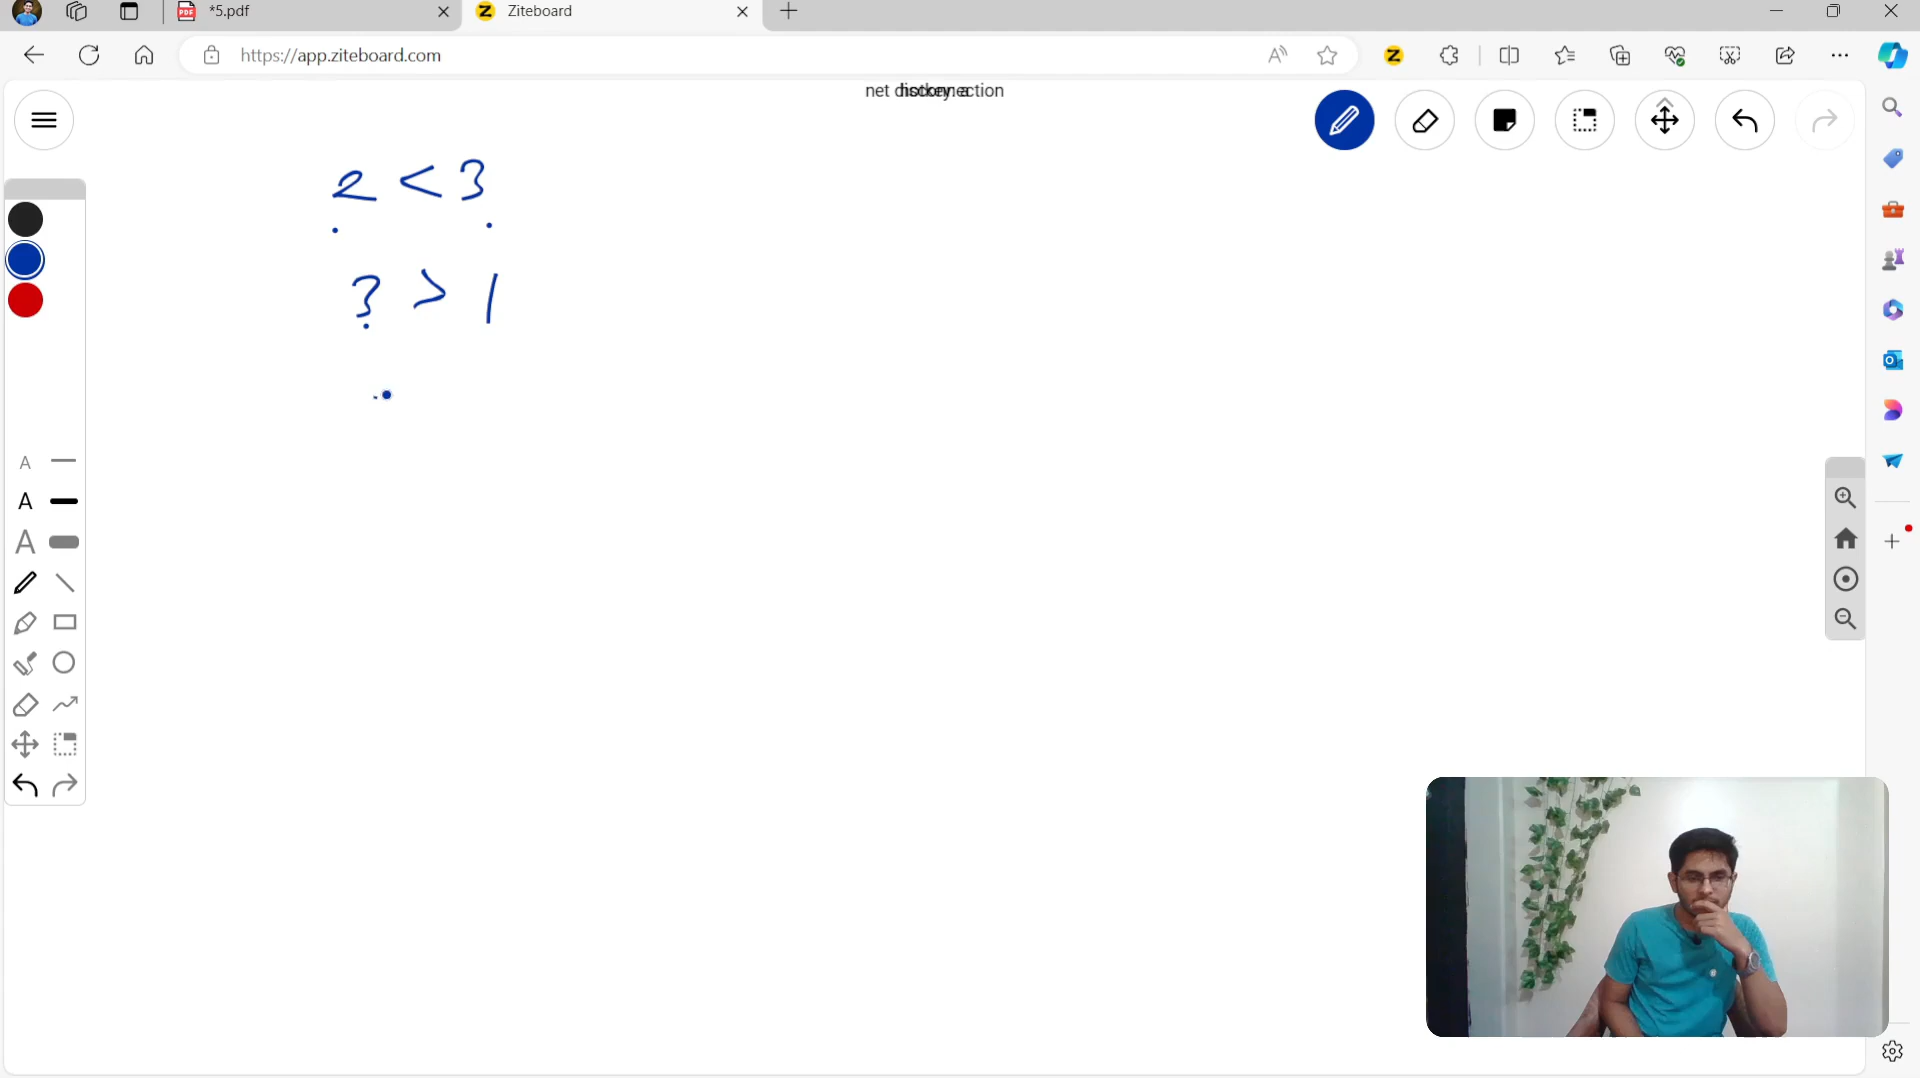 *5.pdf
Ziteboard
https://app.ziteboard.com
2 < 3
? > 1
A
A
A